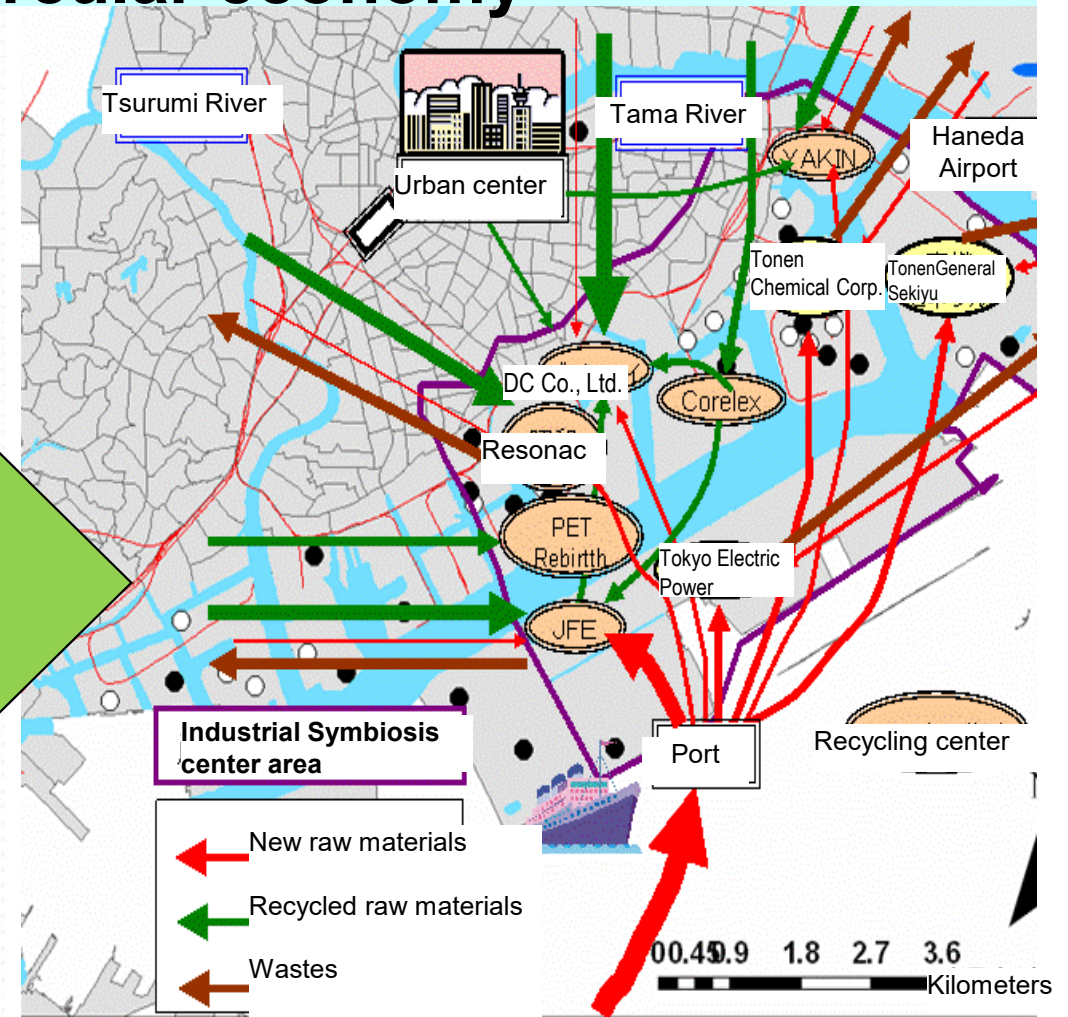 Tsurumi River
Tama River
Haneda
Airport
YAKIN
Urban center
Tonen
Chemical Corp.
TonenGeneral
Sekiyu
DC Co., Ltd.
Corelex
Resonac
PET
Rebirtth
Tokyo Electric
Power
JFE
Industrial Symbiosis
center area
Port
Recycling center
New raw materials
Recycled raw materials
Wastes
0 0.45 0.9 1.8 2.7 3.6
Kilometers